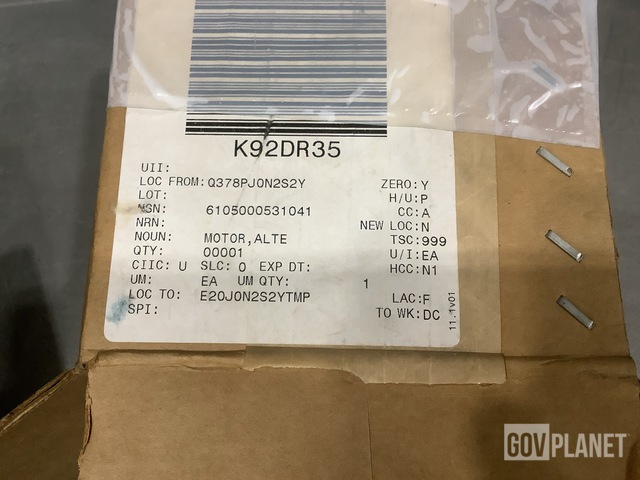 K92DR35
UII:
LOC FROM: Q378PJ0N2S2Y ZERO: Y
LOT: H/U: P
NSN: 6105000531041 CC: A
NRN: NEW LOC: N
NOUN: MOTOR, ALTE TSC: 999
QTY: 00001 U/I: EA
CIIC: U SLC: 0 EXP DT: HCC: N1
UM: EA UM QTY: 1
LOC TO: E20J0N2S2YTMP LAC: F
SPI: TO WK: DC
11.1v01
GOVPLANET